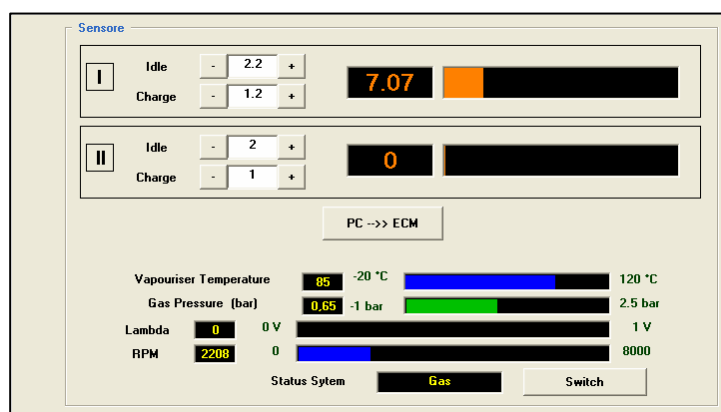 Sensore
I
Idle - 2.2 +
Charge - 1.2 +
7.07
II
Idle - 2 +
Charge - 1 +
0
PC -->> ECM
Vapouriser Temperature 85 -20 °C 120 °C
Gas Pressure (bar) 0,65 -1 bar 2.5 bar
Lambda 0 0 V 1 V
RPM 2208 0 8000
Status Sytem Gas Switch